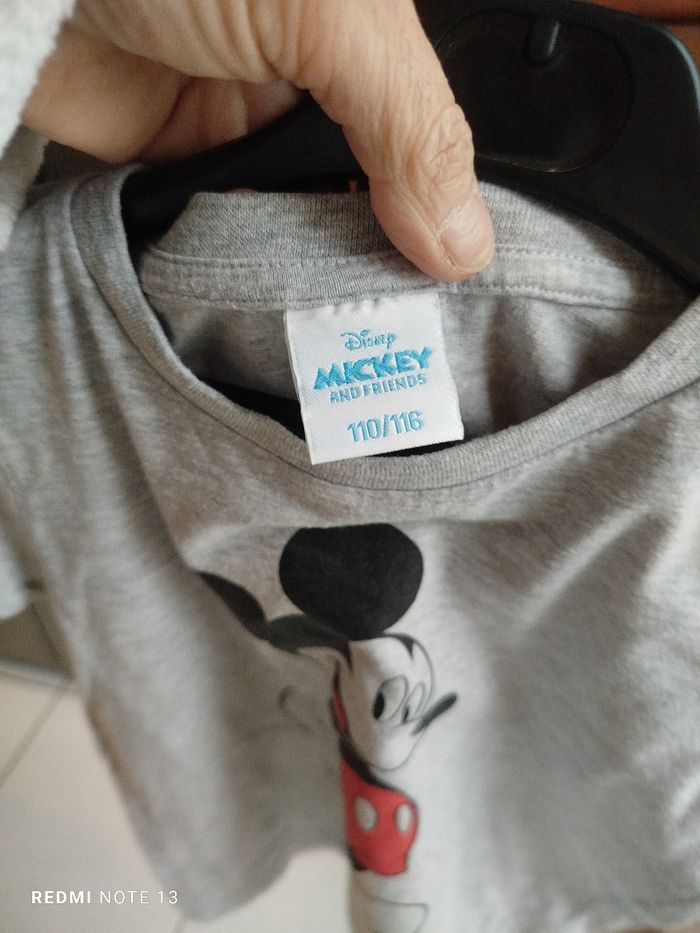 Disney
MICKEY
AND FRIENDS
110/116
REDMI NOTE 13